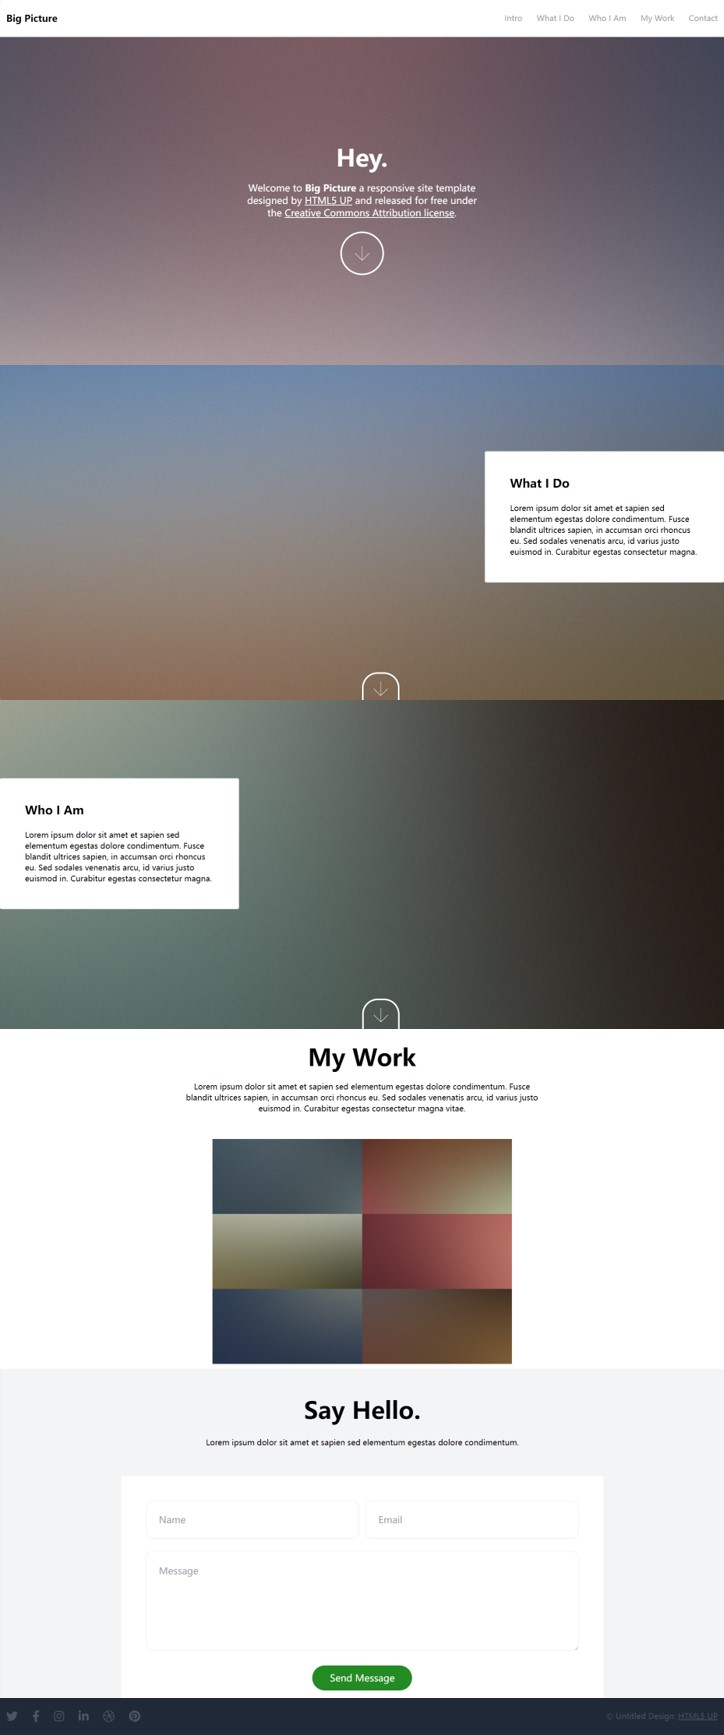 Big Picture
Intro What I Do Who I Am My Work Contact
Hey.
Welcome to Big Picture a responsive site template
designed by HTML5 UP and released for free under
the Creative Commons Attribution license.
What I Do
Lorem ipsum dolor sit amet et sapien sed
elementum egestas dolore condimentum. Fusce
blandit ultrices sapien, in accumsan orci rhoncus
eu. Sed sodales venenatis arcu, id varius justo
euismod in. Curabitur egestas consectetur magna.
Who I Am
Lorem ipsum dolor sit amet et sapien sed
elementum egestas dolore condimentum. Fusce
blandit ultrices sapien, in accumsan orci rhoncus
eu. Sed sodales venenatis arcu, id varius justo
euismod in. Curabitur egestas consectetur magna.
My Work
Lorem ipsum dolor sit amet et sapien sed elementum egestas dolore condimentum. Fusce
blandit ultrices sapien, in accumsan orci rhoncus eu. Sed sodales venenatis arcu, id varius justo
euismod in. Curabitur egestas consectetur magna vitae.
Say Hello.
Lorem ipsum dolor sit amet et sapien sed elementum egestas dolore condimentum.
Name Email
Message
Send Message
© Untitled Design: HTML5 UP